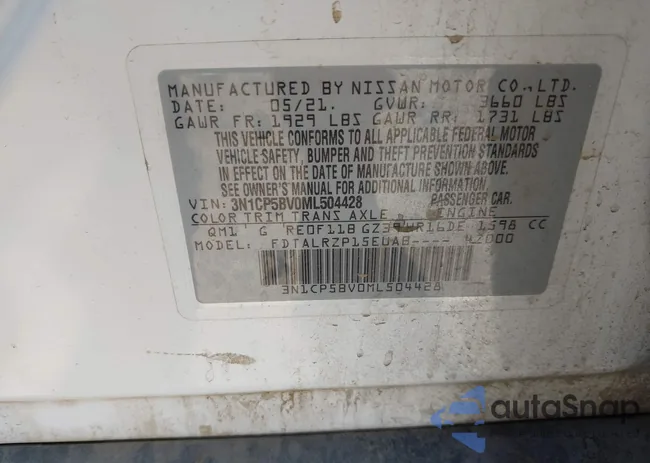 MANUFACTURED BY NISSAN MOTOR CO., LTD.
DATE: 05/21. GVWR: 3660 LBS
GAWR FR: 1929 LBS GAWR RR: 1731 LBS
THIS VEHICLE CONFORMS TO ALL APPLICABLE FEDERAL MOTOR
VEHICLE SAFETY, BUMPER AND THEFT PREVENTION STANDARDS
IN EFFECT ON THE DATE OF MANUFACTURE SHOWN ABOVE.
SEE OWNER'S MANUAL FOR ADDITIONAL INFORMATION.
VIN: 3N1CP5BV0ML504428 PASSENGER CAR.
COLOR TRIM TRANS AXLE ENGINE
QM1 G RE0F11B HR16DE 1598 CC
MODEL: FDTALRZP15EUAB----
3N1CP5BV0ML504428
autoSnap